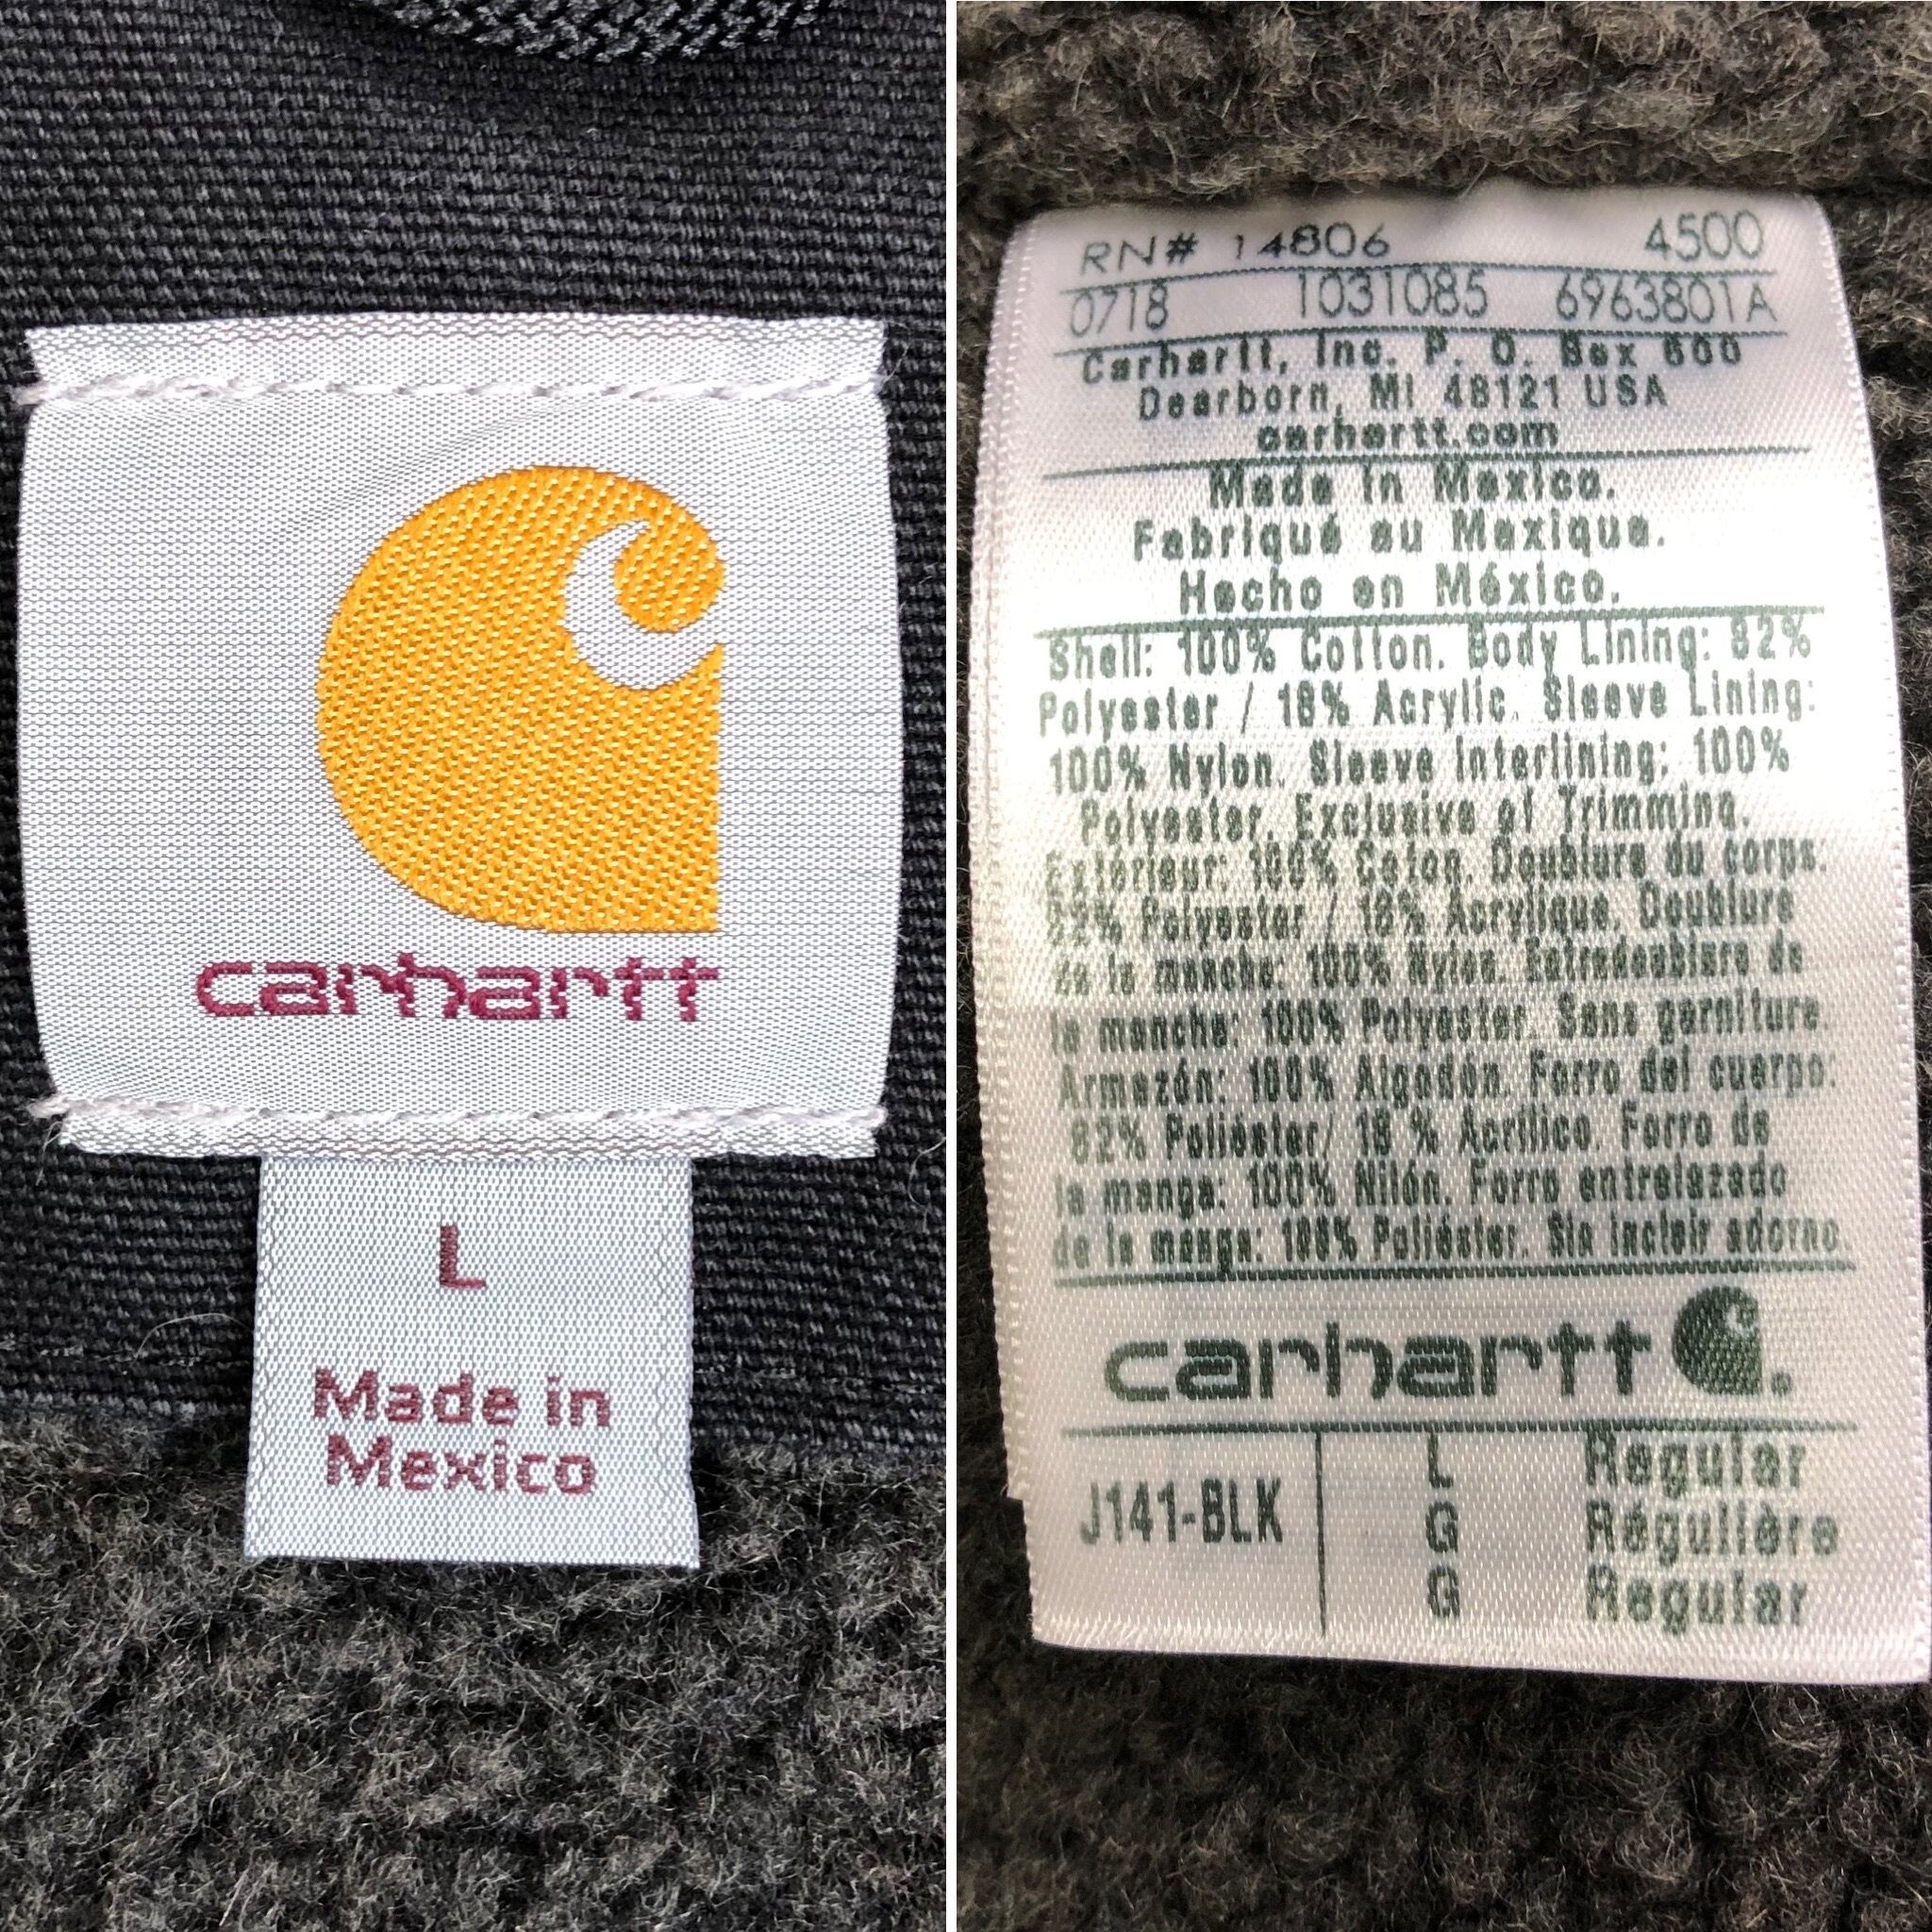 carhartt
L
Made in
Mexico
RN# 14806 4500
0718 1031085 6963801A
Carhartt, Inc. P. O. Box 600
Dearborn, MI 48121 USA
carhartt.com
Made in Mexico.
Fabriqué au Mexique.
Hecho en México.
Shell: 100% Cotton. Body Lining: 82%
Polyester / 18% Acrylic. Sleeve Lining:
100% Nylon. Sleeve Interlining: 100%
Polyester. Exclusive of Trimming.
Extérieur: 100% Coton. Doublure du corps:
82% Polyester / 18% Acrylique. Doublure
de la manche: 100% Nylon. Entredoublure de
la manche: 100% Polyester. Sans garniture.
Armazón: 100% Algodón. Forro del cuerpo:
82% Poliéster/ 18 % Acrílico. Forro de
la manga: 100% Nilón. Forro entrelazado
de la manga: 100% Poliéster. Sin incluir adorno
carhartt.
J141-BLK L Regular
G Régulière
G Regular